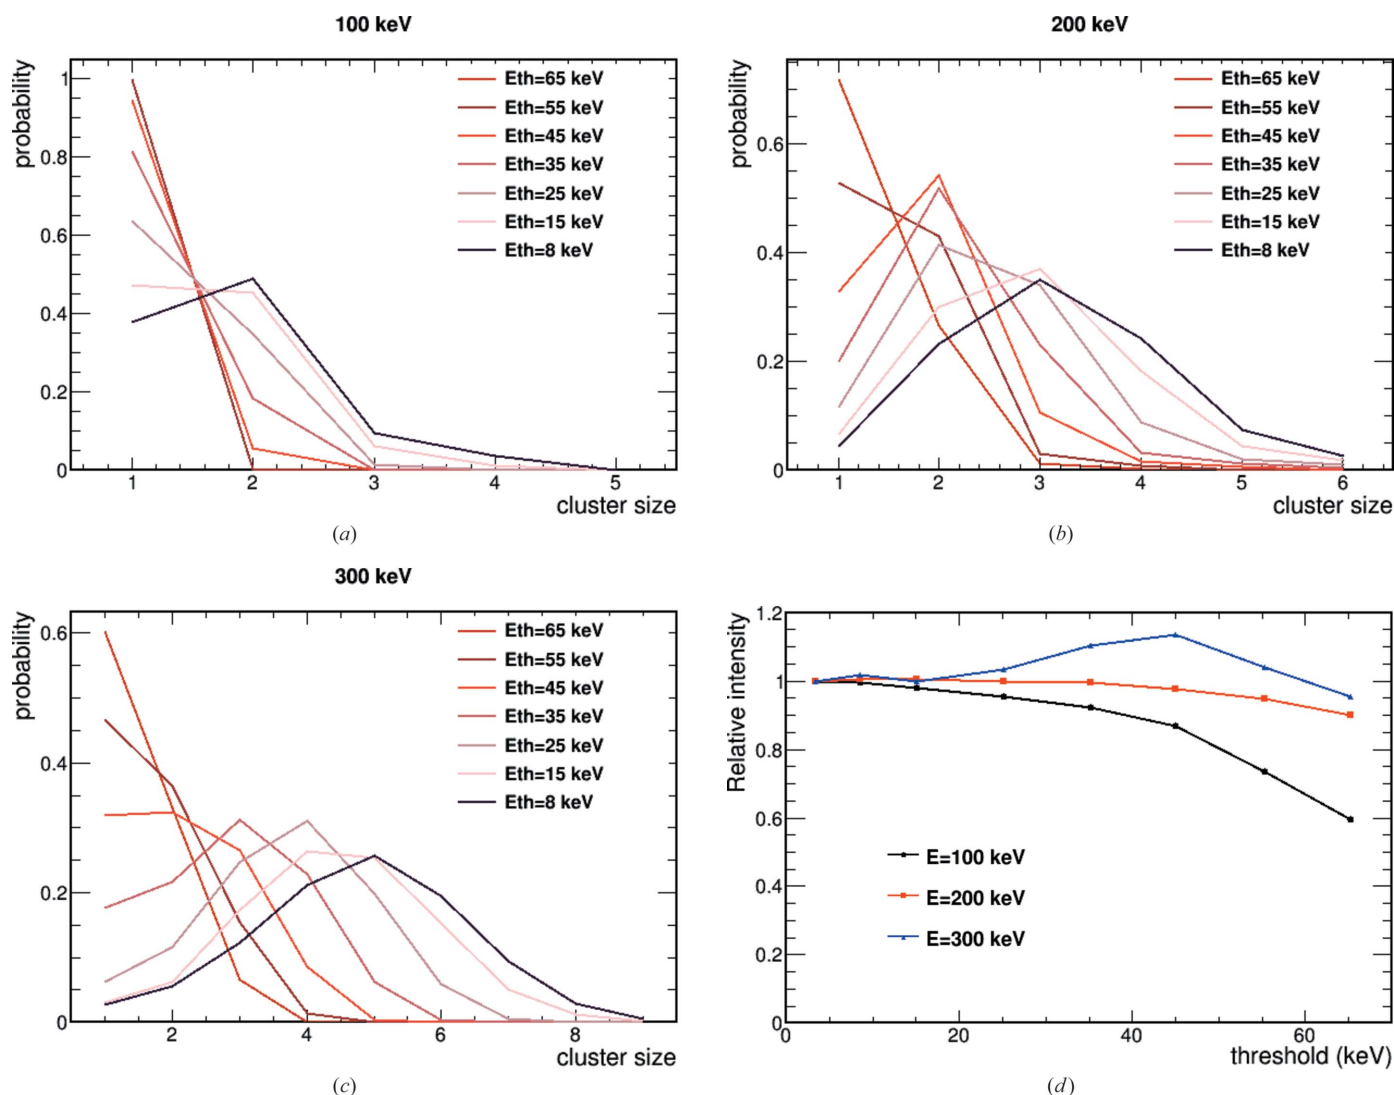 100 keV
probability
1
0.8
0.6
0.4
0.2
0
Eth=65 keV
Eth=55 keV
Eth=45 keV
Eth=35 keV
Eth=25 keV
Eth=15 keV
Eth=8 keV
1 2 3 4 5
cluster size
(a)
200 keV
probability
0.6
0.4
0.2
0
Eth=65 keV
Eth=55 keV
Eth=45 keV
Eth=35 keV
Eth=25 keV
Eth=15 keV
Eth=8 keV
1 2 3 4 5 6
cluster size
(b)
300 keV
probability
0.6
0.4
0.2
0
Eth=65 keV
Eth=55 keV
Eth=45 keV
Eth=35 keV
Eth=25 keV
Eth=15 keV
Eth=8 keV
2 4 6 8
cluster size
(c)
Relative intensity
1.2
1
0.8
0.6
0.4
0.2
0
E=100 keV
E=200 keV
E=300 keV
0 20 40 60
threshold (keV)
(d)